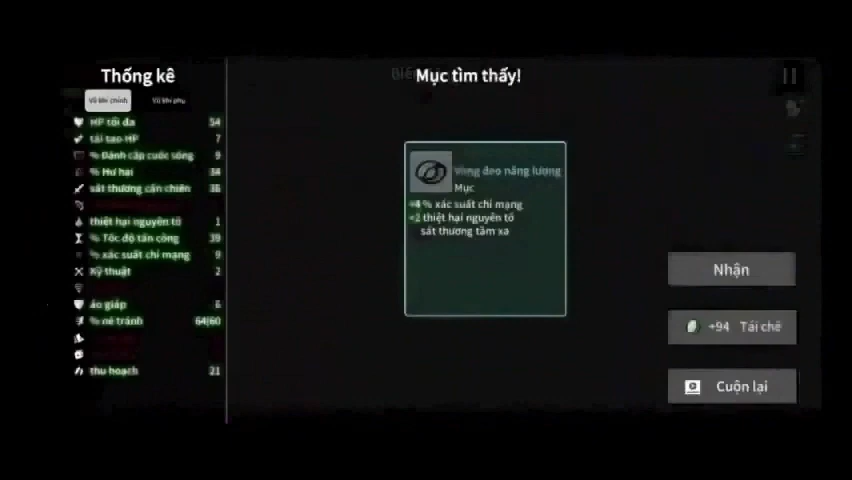 Thống kê
Mục tìm thấy!
Vũ khí chính
Vũ khí phụ
HP tối đa 54
tái tạo HP 7
% Đánh cắp cuốc sống 9
% Hư hại 34
sát thương cận chiến
thiệt hại nguyên tố 1
% Tốc độ tấn công 39
% xác suất chí mạng 9
Kỹ thuật 2
áo giáp 6
% né tránh 64|60
thu hoạch 21
Vòng đeo năng lượng
Mục
+4 % xác suất chí mạng
+2 thiệt hại nguyên tố
sát thương tầm xa
Nhận
+94 Tái chế
Cuộn lại